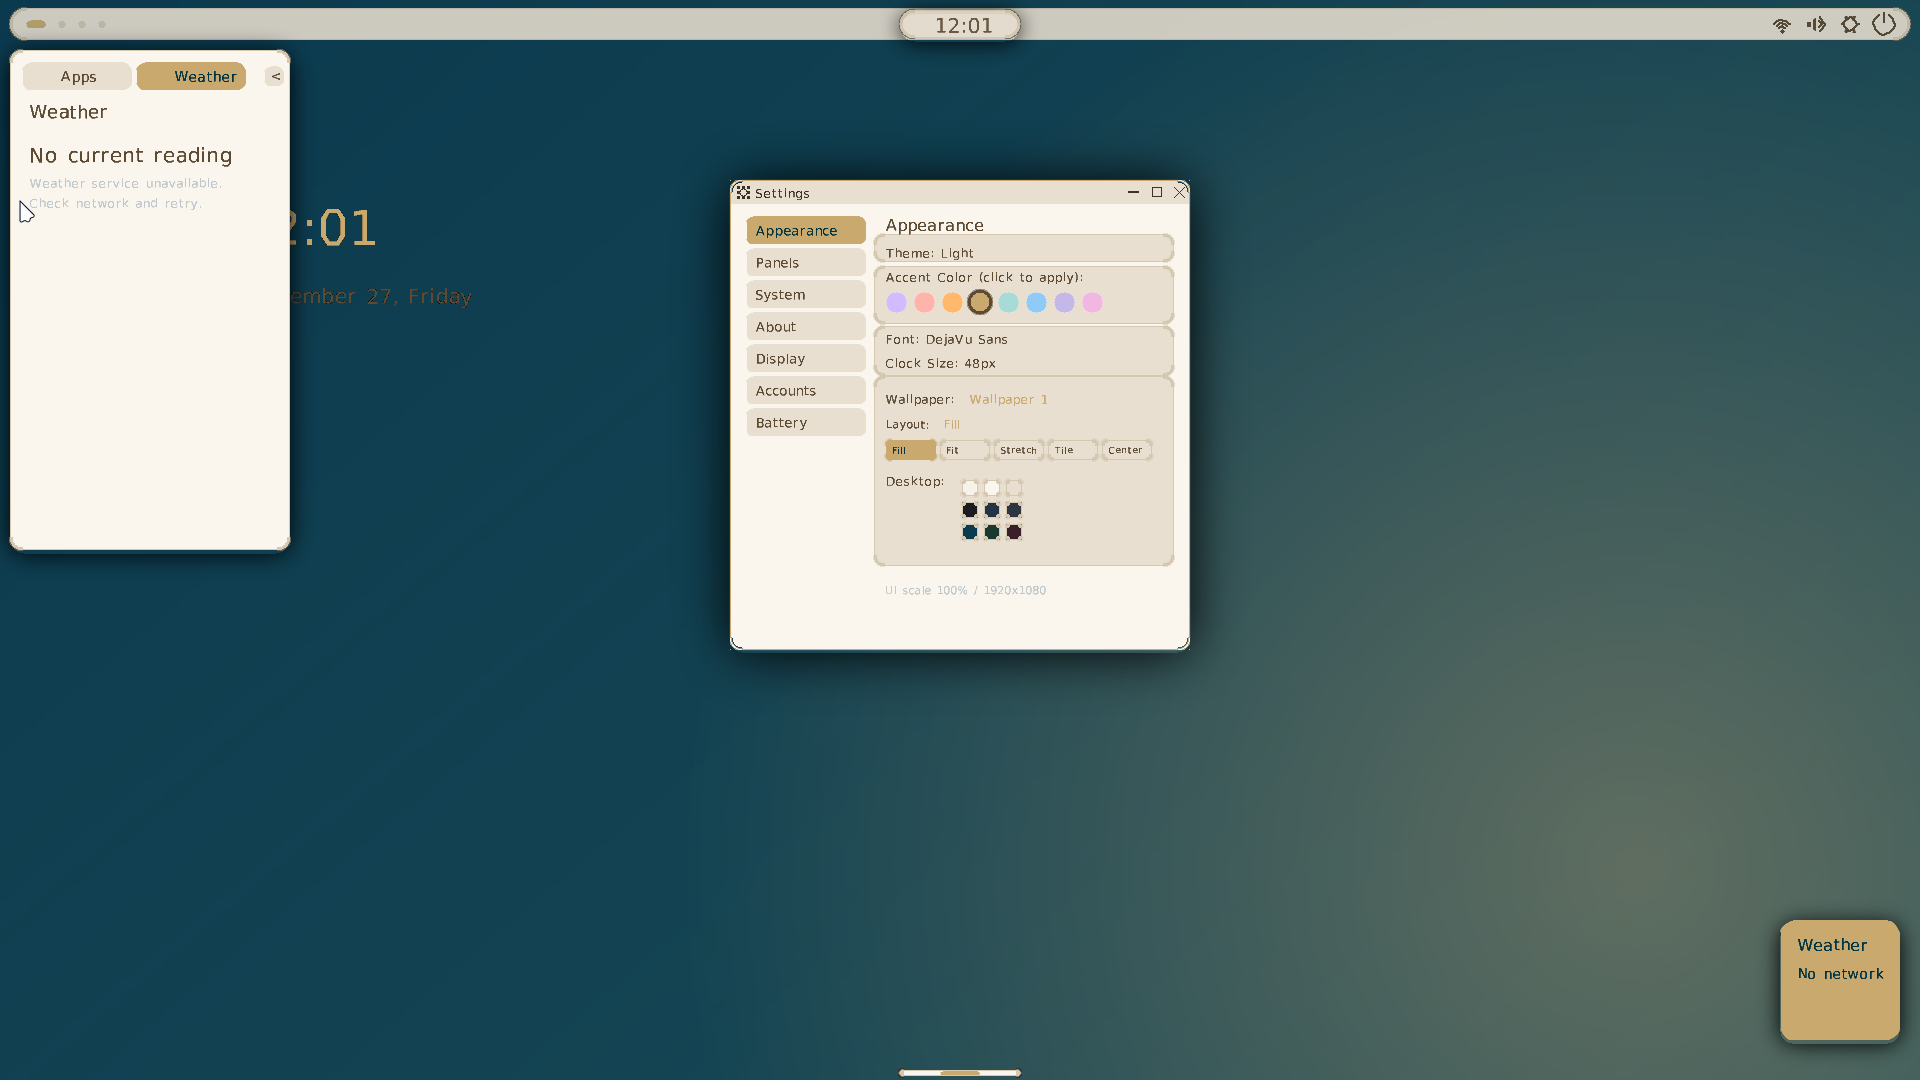 12:01
Apps
Weather
<
Weather
No current reading
Weather service unavailable.
Check network and retry.
2:01
ember 27, Friday
Settings
Appearance
Panels
System
About
Display
Accounts
Battery
Appearance
Theme: Light
Accent Color (click to apply):
Font: DejaVu Sans
Clock Size: 48px
Wallpaper: Wallpaper 1
Layout: Fill
Fill Fit Stretch Tile Center
Desktop:
UI scale 100% / 1920x1080
Weather
No network